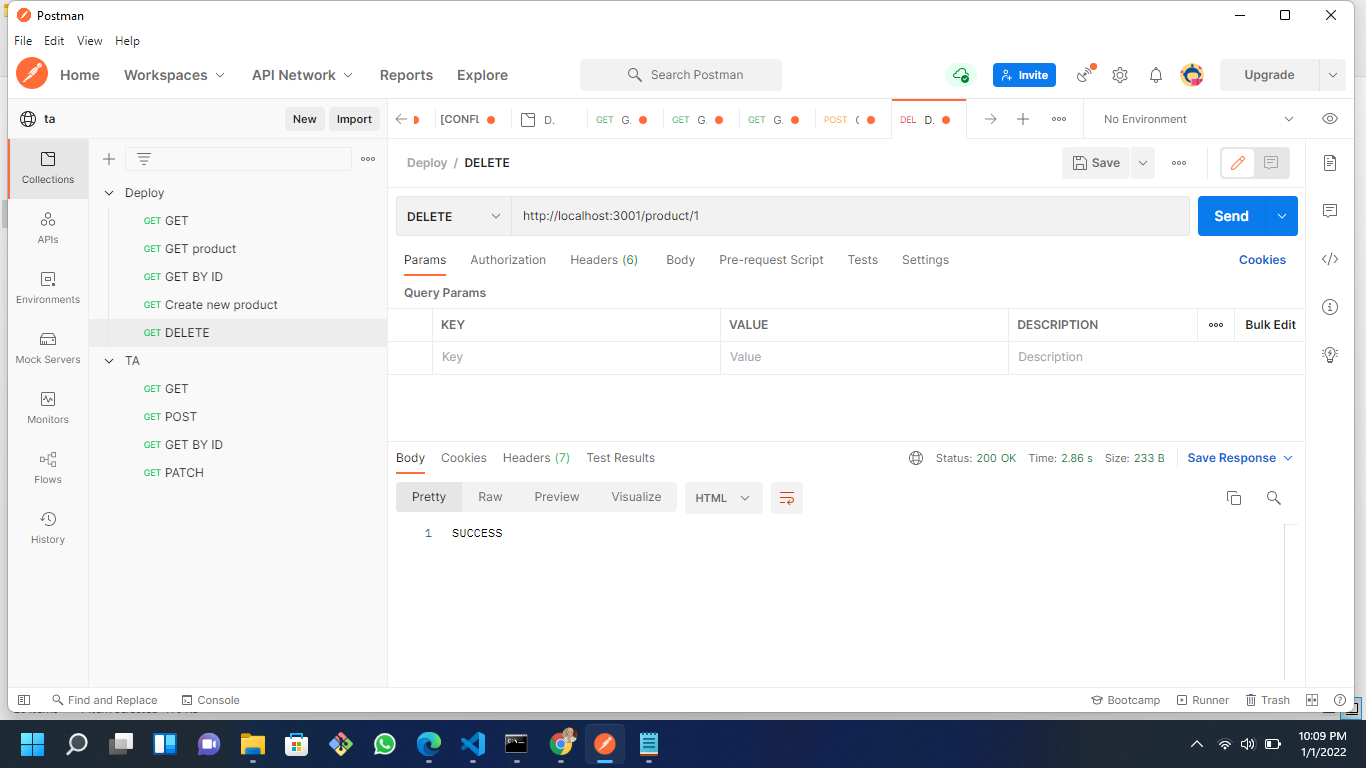 Postman
File Edit View Help
Home Workspaces API Network Reports Explore Search Postman Invite Upgrade
ta New Import [CONFL D. GET G. GET G. GET G. POST DEL D. No Environment
Deploy / DELETE Save
Collections
APIs
Environments
Mock Servers
Monitors
Flows
History
Deploy
GET GET
GET GET product
GET GET BY ID
GET Create new product
GET DELETE
TA
GET GET
GET POST
GET GET BY ID
GET PATCH
DELETE http://localhost:3001/product/1 Send
Params Authorization Headers (6) Body Pre-request Script Tests Settings Cookies
Query Params
KEY VALUE DESCRIPTION Bulk Edit
Key Value Description
Body Cookies Headers (7) Test Results Status: 200 OK Time: 2.86 s Size: 233 B Save Response
Pretty Raw Preview Visualize HTML
1 SUCCESS
Find and Replace Console Bootcamp Runner Trash
10:09 PM
1/1/2022